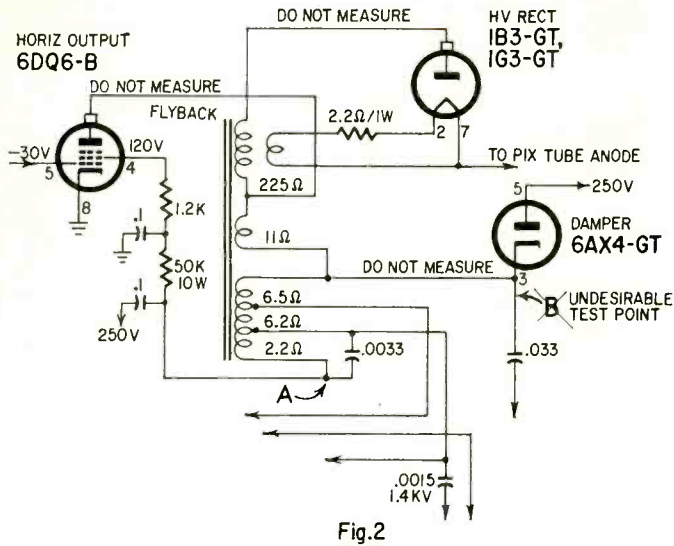 DO NOT MEASURE
HV RECT
1B3-GT,
1G3-GT
HORIZ OUTPUT
6DQ6-B
DO NOT MEASURE
FLYBACK
2.2Ω/1W
2
7
−30V
120V
5
4
TO PIX TUBE ANODE
225Ω
5
250V
8
1.2K
.1
DAMPER
6AX4-GT
11Ω
50K
10W
DO NOT MEASURE
3
.1
6.5Ω
B UNDESIRABLE
TEST POINT
250V
6.2Ω
2.2Ω
.0033
.033
A
.0015
1.4KV
Fig.2